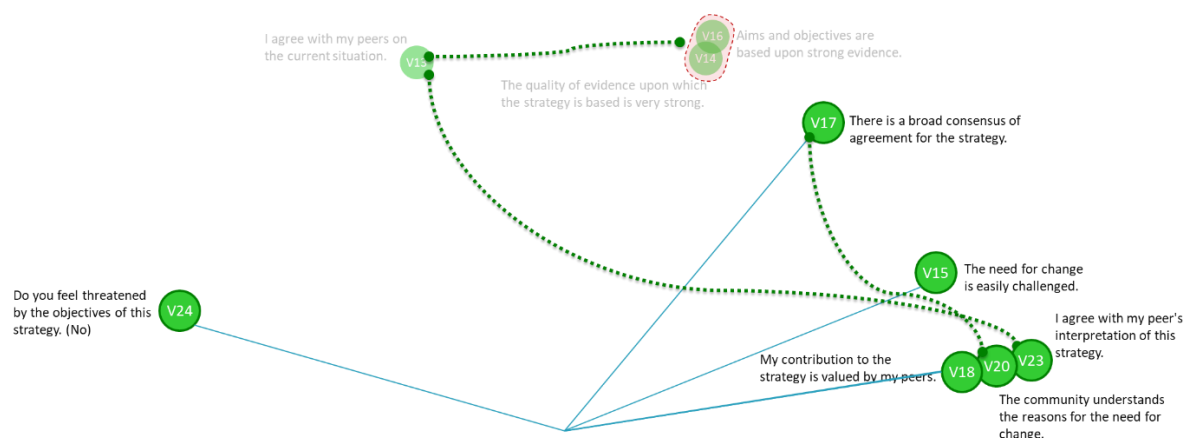 I agree with my peers on
the current situation.
V13
V16
V14
Aims and objectives are
based upon strong evidence.
The quality of evidence upon which
the strategy is based is very strong.
V17
There is a broad consensus of
agreement for the strategy.
V15
The need for change
is easily challenged.
Do you feel threatened
by the objectives of this
strategy. (No)
V24
I agree with my peer's
interpretation of this
strategy.
My contribution to the
strategy is valued by my peers.
V18
V20
V23
The community understands
the reasons for the need for
change.